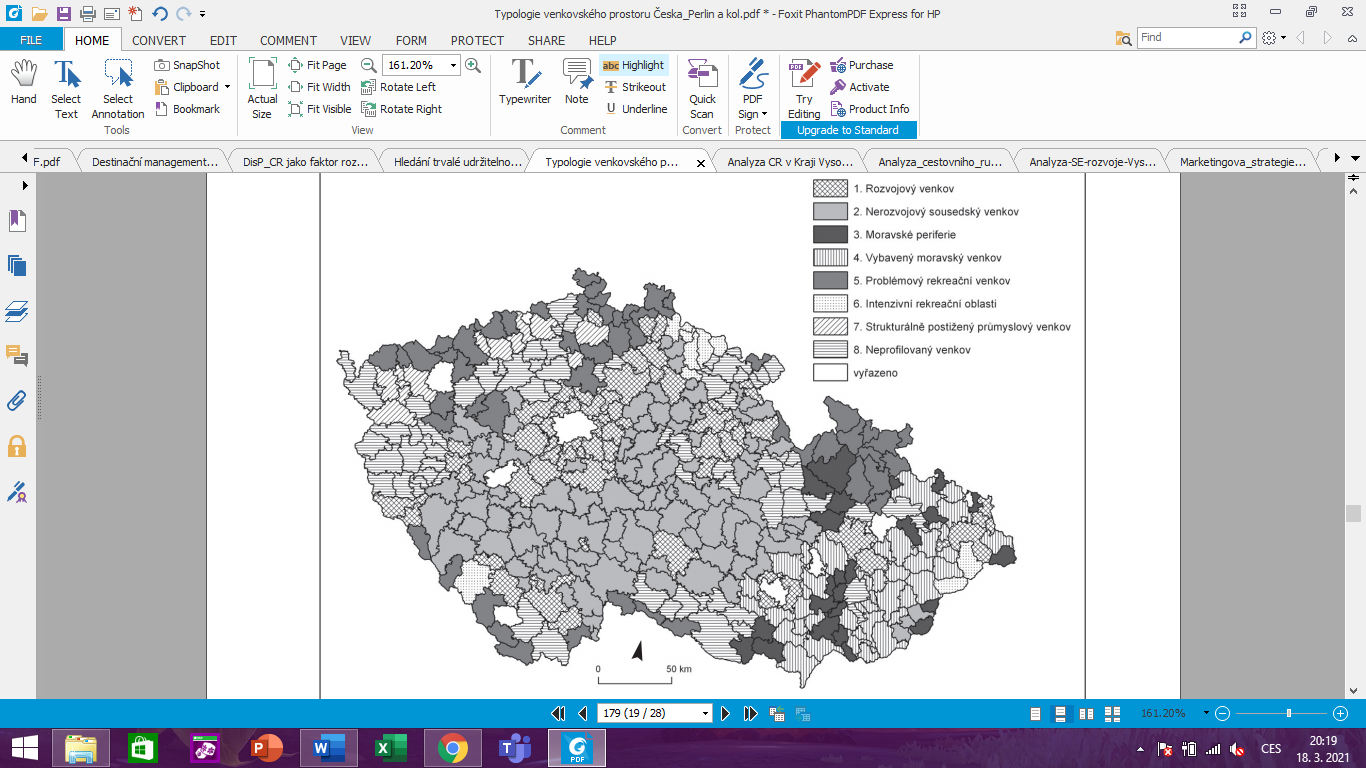 Typologie venkovského prostoru Česka_Perlin a kol.pdf * - Foxit PhantomPDF Express for HP
FILE HOME CONVERT EDIT COMMENT VIEW FORM PROTECT SHARE HELP
Find
Hand
Select Text
Select Annotation
SnapShot
Clipboard
Bookmark
Tools
Actual Size
Fit Page
Fit Width
Fit Visible
161.20%
Rotate Left
Rotate Right
View
Typewriter
Note
Highlight
Strikeout
Underline
Comment
Quick Scan
Convert
PDF Sign
Protect
Try Editing
Purchase
Activate
Product Info
Upgrade to Standard
F.pdf
Destinační management...
DisP_CR jako faktor roz...
Hledání trvalé udržitelno...
Typologie venkovského p...
Analyza CR v Kraji Vyso...
Analyza_cestovniho_ru...
Analyza-SE-rozvoje-Vys...
Marketingova_strategie...
1. Rozvojový venkov
2. Nerozvojový sousedský venkov
3. Moravské periferie
4. Vybavený moravský venkov
5. Problémový rekreační venkov
6. Intenzivní rekreační oblasti
7. Strukturálně postižený průmyslový venkov
8. Neprofilovaný venkov
vyřazeno
0 50 km
179 (19 / 28)
161.20%
CES
20:19
18. 3. 2021